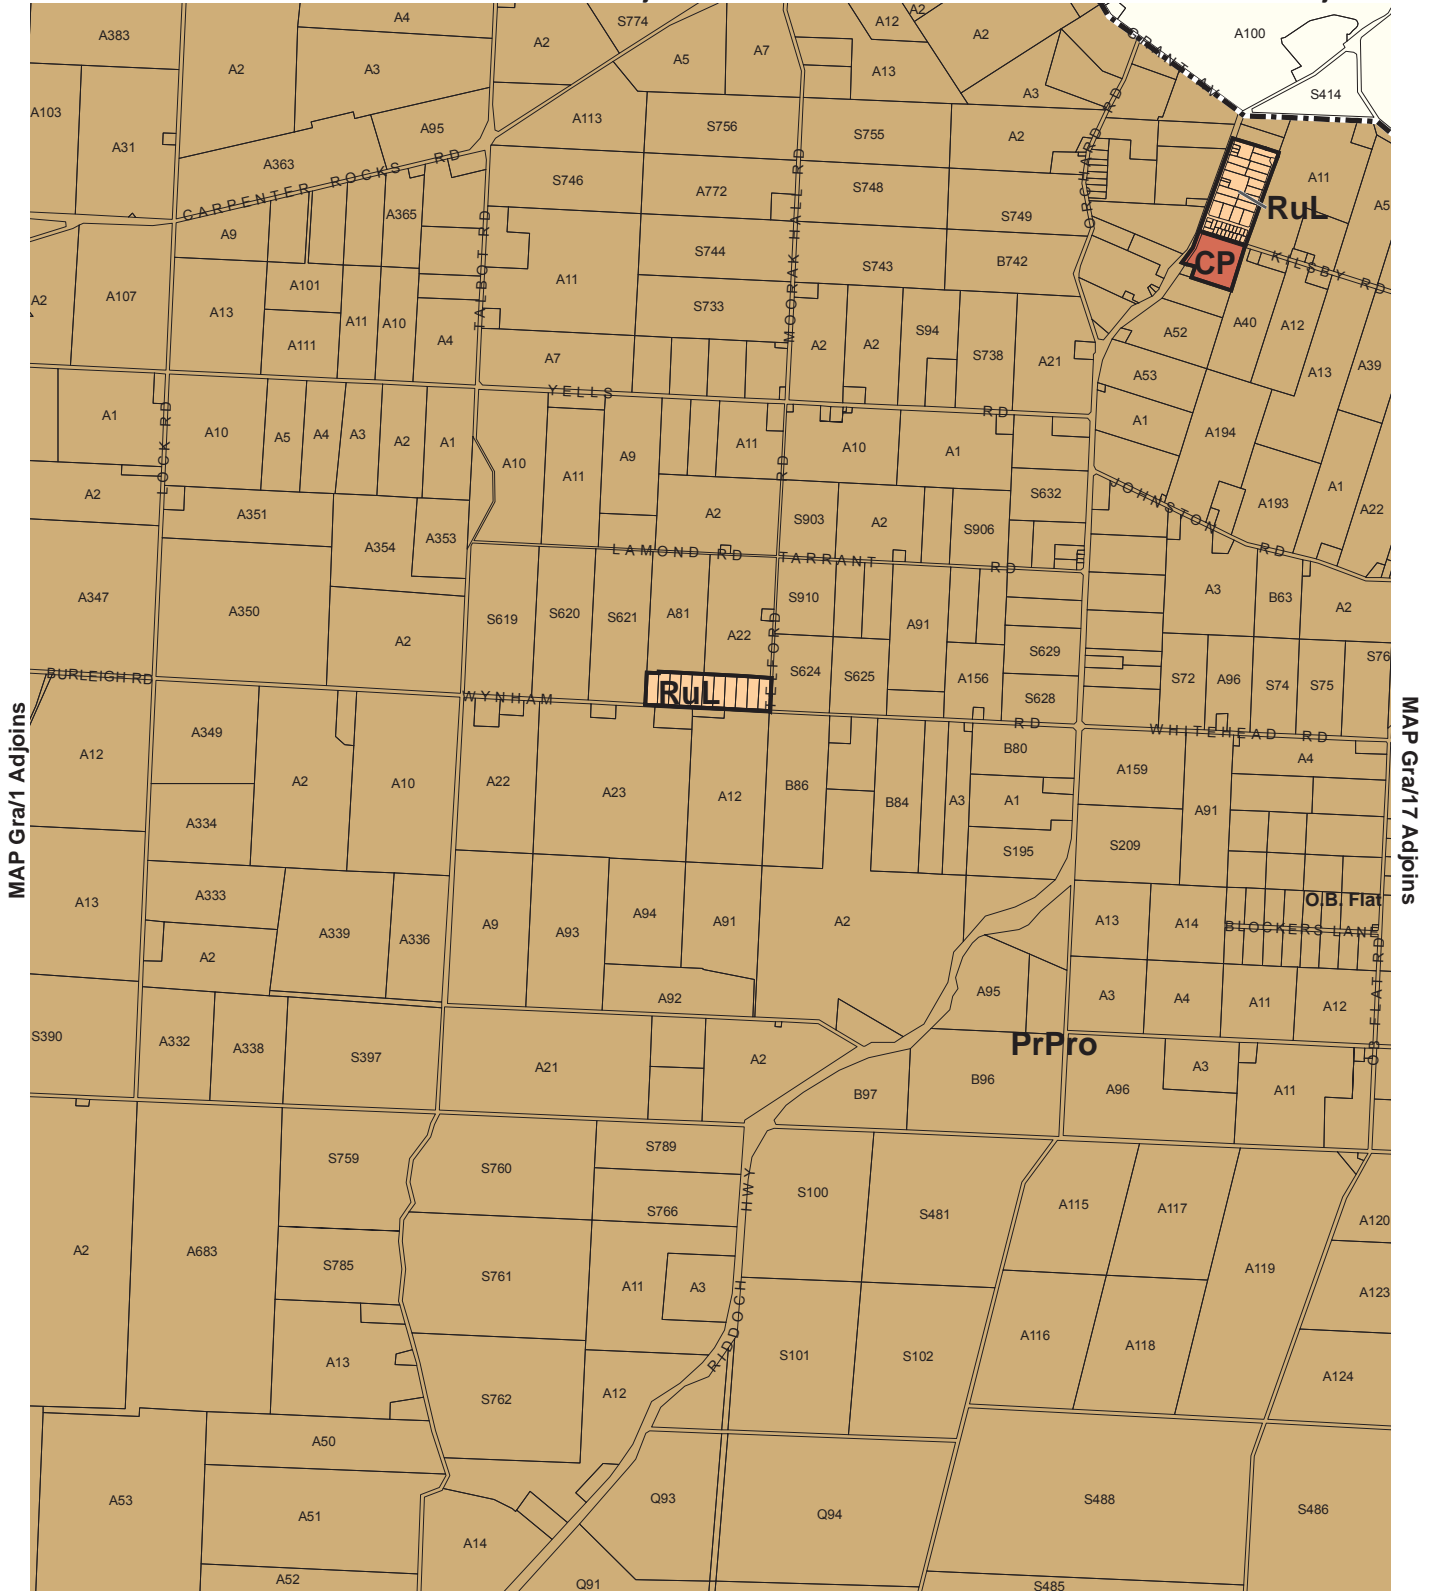 A383
A4
S774
A2
A12
A2
A2
A100
A2
A3
A5
A7
A13
A3
S414
GRANT AV
A103
A31
A95
A113
S756
S755
A2
ORCHARD RD
A363
CARPENTER ROCKS RD
S746
A772
S748
A11
A365
S749
RuL
A5
A9
TALBOT RD
S744
MOORAKHALL RD
S743
B742
CP
KILSBY RD
A2
A107
A13
A101
A11
A10
A11
S733
A111
A4
A7
A2
A2
S94
S738
A21
A52
A40
A12
A53
A13
A39
YELLS RD
A1
LOCK RD
A10
A5
A4
A3
A2
A1
A10
A11
A9
A11
RD
A10
A1
A1
A194
A2
A351
A354
A353
A2
S903
A2
S906
S632
JOHNSTON RD
A193
A1
A22
LAMOND RD
TARRANT RD
A347
A350
A2
S619
S620
S621
A81
A22
TELFORD
S910
A91
A3
B63
A2
S624
S625
S629
A156
S628
S72
A96
S74
S75
S76
BURLEIGH RD
WYNHAM RD
RuL
WHITEHEAD RD
MAP Gra/1 Adjoins
MAP Gra/17 Adjoins
A12
A349
A2
A10
A22
A23
A12
B86
B84
A3
B80
A1
A159
A91
A4
A334
S195
S209
A13
A333
A339
A336
A2
A9
A93
A94
A91
A2
A13
A14
O.B. Flat
BLOCKERS LANE
A92
A95
A3
A4
A11
A12
OB FLAT RD
S390
A332
A338
S397
A21
A2
PrPro
B97
B96
A96
A3
A11
S759
S760
S789
S766
HWY
S100
S481
A115
A117
A120
A2
A683
S785
S761
A11
A3
A119
A123
RIDDOCH
A13
S762
A12
S101
S102
A116
A118
A124
A50
A53
A51
Q93
Q94
S488
S486
A14
A52
Q91
S485